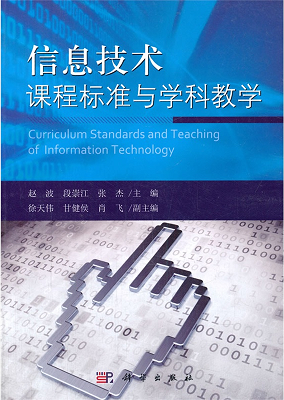 信息技术
课程标准与学科教学
Curriculum Standards and Teaching
of Information Technology
赵 波 段崇江 张 杰/主 编
徐天伟 甘健侯 肖 飞/副主编
科学出版社